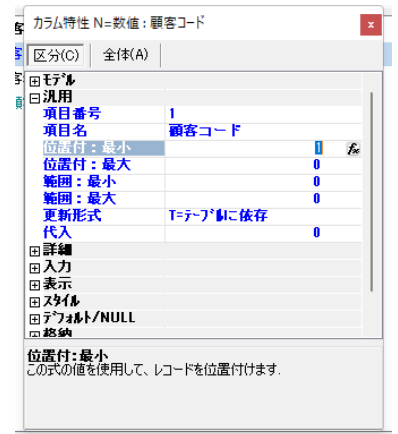 カラム特性 N=数値 : 顧客コード
x
区分(C) 全体(A)
モデル
汎用
項目番号 1
項目名 顧客コード
位置付：最小 1 fx
位置付：最大 0
範囲：最小 0
範囲：最大 0
更新形式 T=テーブルに依存
代入 0
詳細
入力
表示
スタイル
デフォルト/NULL
格納
位置付:最小
この式の値を使用して、レコードを位置付けます.